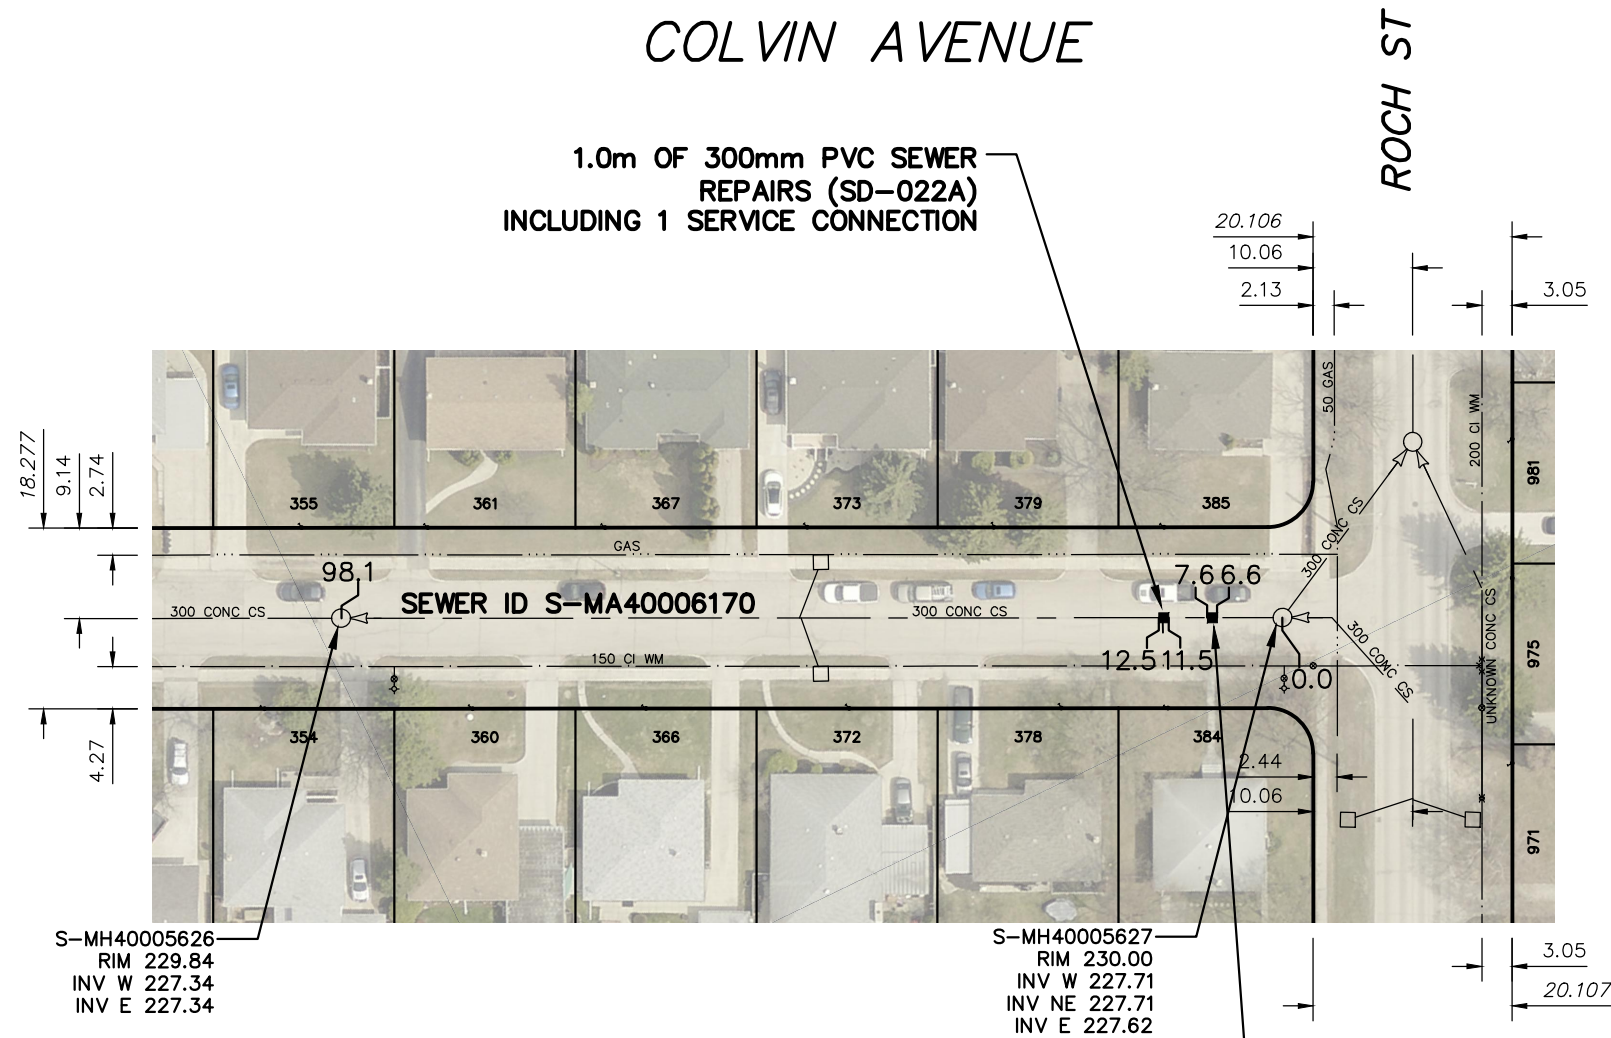 COLVIN AVENUE
ROCH ST
1.0m OF 300mm PVC SEWER
REPAIRS (SD-022A)
INCLUDING 1 SERVICE CONNECTION
20.106
10.06
2.13
3.05
18.277
9.14
2.74
50 GAS
200 CI WM
981
355
361
367
373
379
385
GAS
300 CONC CS
98.1
7.6
6.6
300 CONC CS
SEWER ID S-MA40006170
300 CONC CS
300 CONC CS
UNKNOWN CONC CS
975
150 CI WM
12.5
11.5
0.0
4.27
354
360
366
372
378
384
2.44
10.06
971
S-MH40005626
RIM 229.84
INV W 227.34
INV E 227.34
S-MH40005627
RIM 230.00
INV W 227.71
INV NE 227.71
INV E 227.62
3.05
20.107